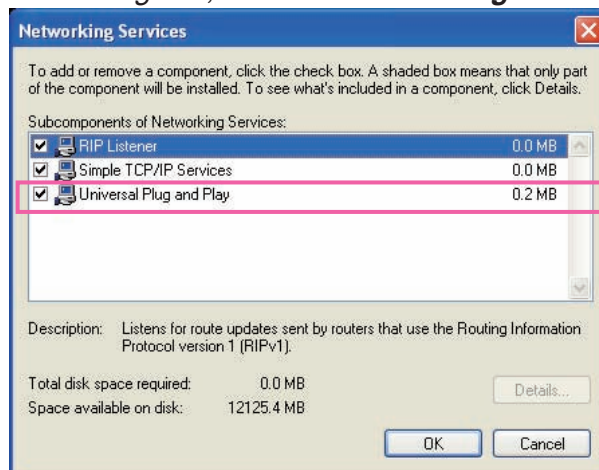 Networking Services
To add or remove a component, click the check box. A shaded box means that only part
of the component will be installed. To see what's included in a component, click Details.
Subcomponents of Networking Services:
RIP Listener 0.0 MB
Simple TCP/IP Services 0.0 MB
Universal Plug and Play 0.2 MB
Description: Listens for route updates sent by routers that use the Routing Information
Protocol version 1 (RIPv1).
Total disk space required: 0.0 MB
Details...
Space available on disk: 12125.4 MB
OK Cancel